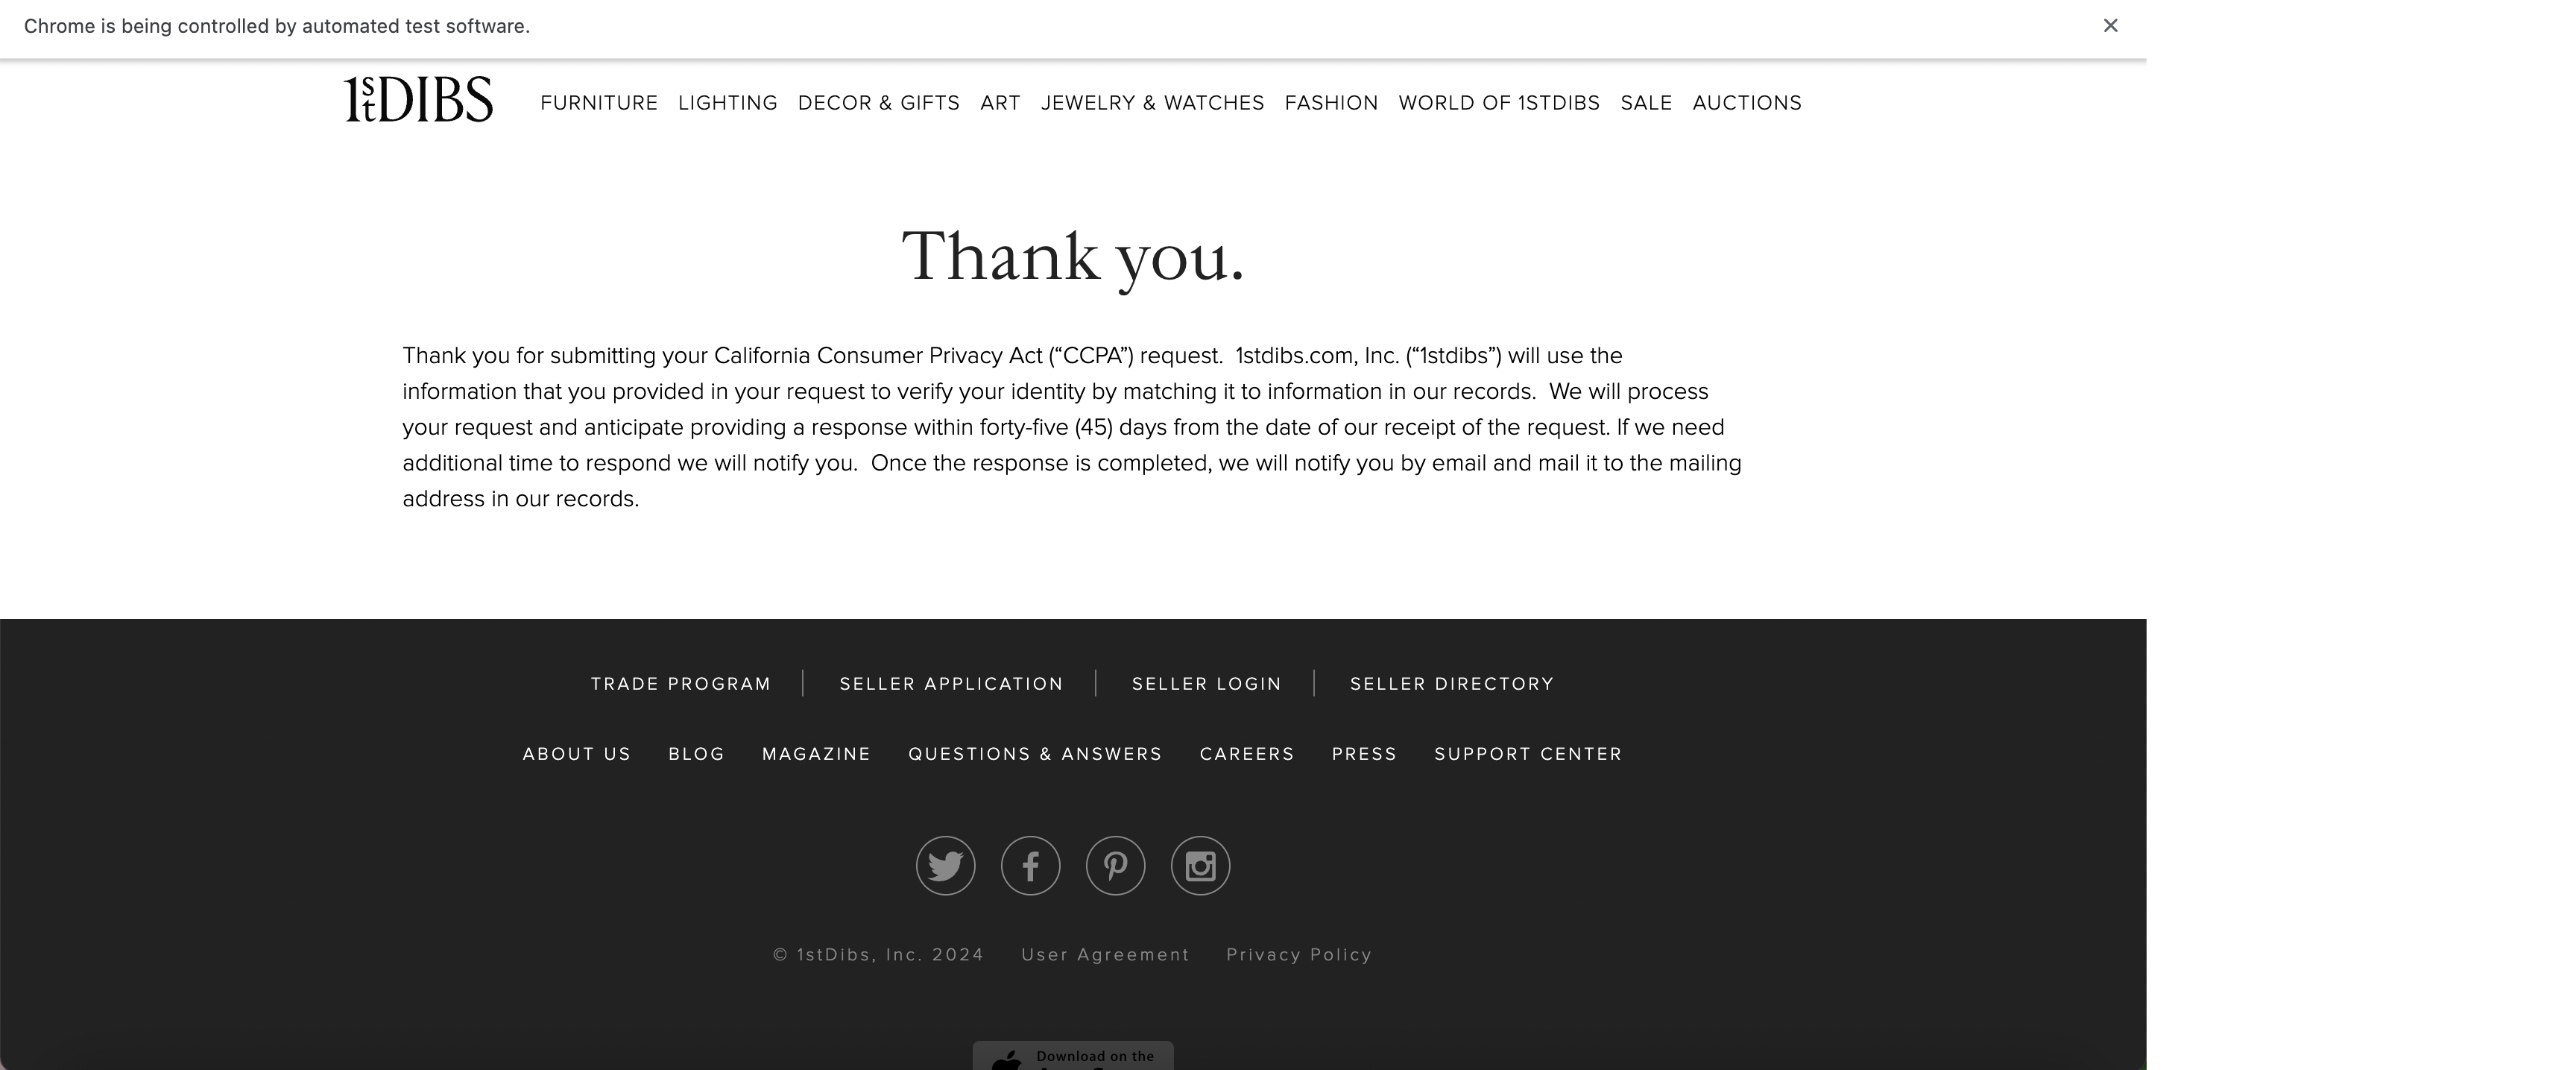 Chrome is being controlled by automated test software.
1stDIBS FURNITURE LIGHTING DECOR & GIFTS ART JEWELRY & WATCHES FASHION WORLD OF 1STDIBS SALE AUCTIONS
Thank you.
Thank you for submitting your California Consumer Privacy Act (“CCPA”) request.  1stdibs.com, Inc. (“1stdibs”) will use the
information that you provided in your request to verify your identity by matching it to information in our records.  We will process
your request and anticipate providing a response within forty-five (45) days from the date of our receipt of the request. If we need
additional time to respond we will notify you.  Once the response is completed, we will notify you by email and mail it to the mailing
address in our records.
TRADE PROGRAM | SELLER APPLICATION | SELLER LOGIN | SELLER DIRECTORY
ABOUT US BLOG MAGAZINE QUESTIONS & ANSWERS CAREERS PRESS SUPPORT CENTER
© 1stDibs, Inc. 2024 User Agreement Privacy Policy
Download on the